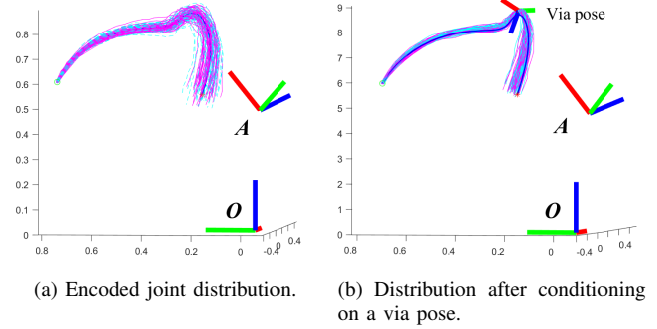 9
Via pose
0.8
8
0.7
7
0.6
6
0.5
5
0.4
A
4
A
0.3
3
0.2
2
0.1
O
1
O
0
0
0.8 0.6 0.4 0.2 0 -0.4 0 0.4
0.8 0.6 0.4 0.2 0 -0.4 0 0.4
(a) Encoded joint distribution.
(b) Distribution after conditioning
on a via pose.